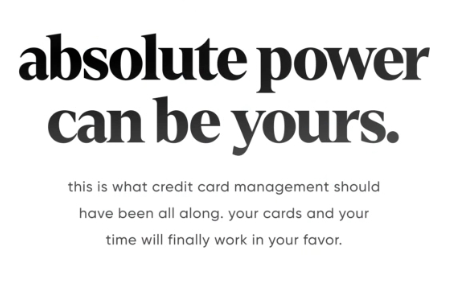 absolute power
can be yours.
this is what credit card management should
have been all along. your cards and your
time will finally work in your favor.